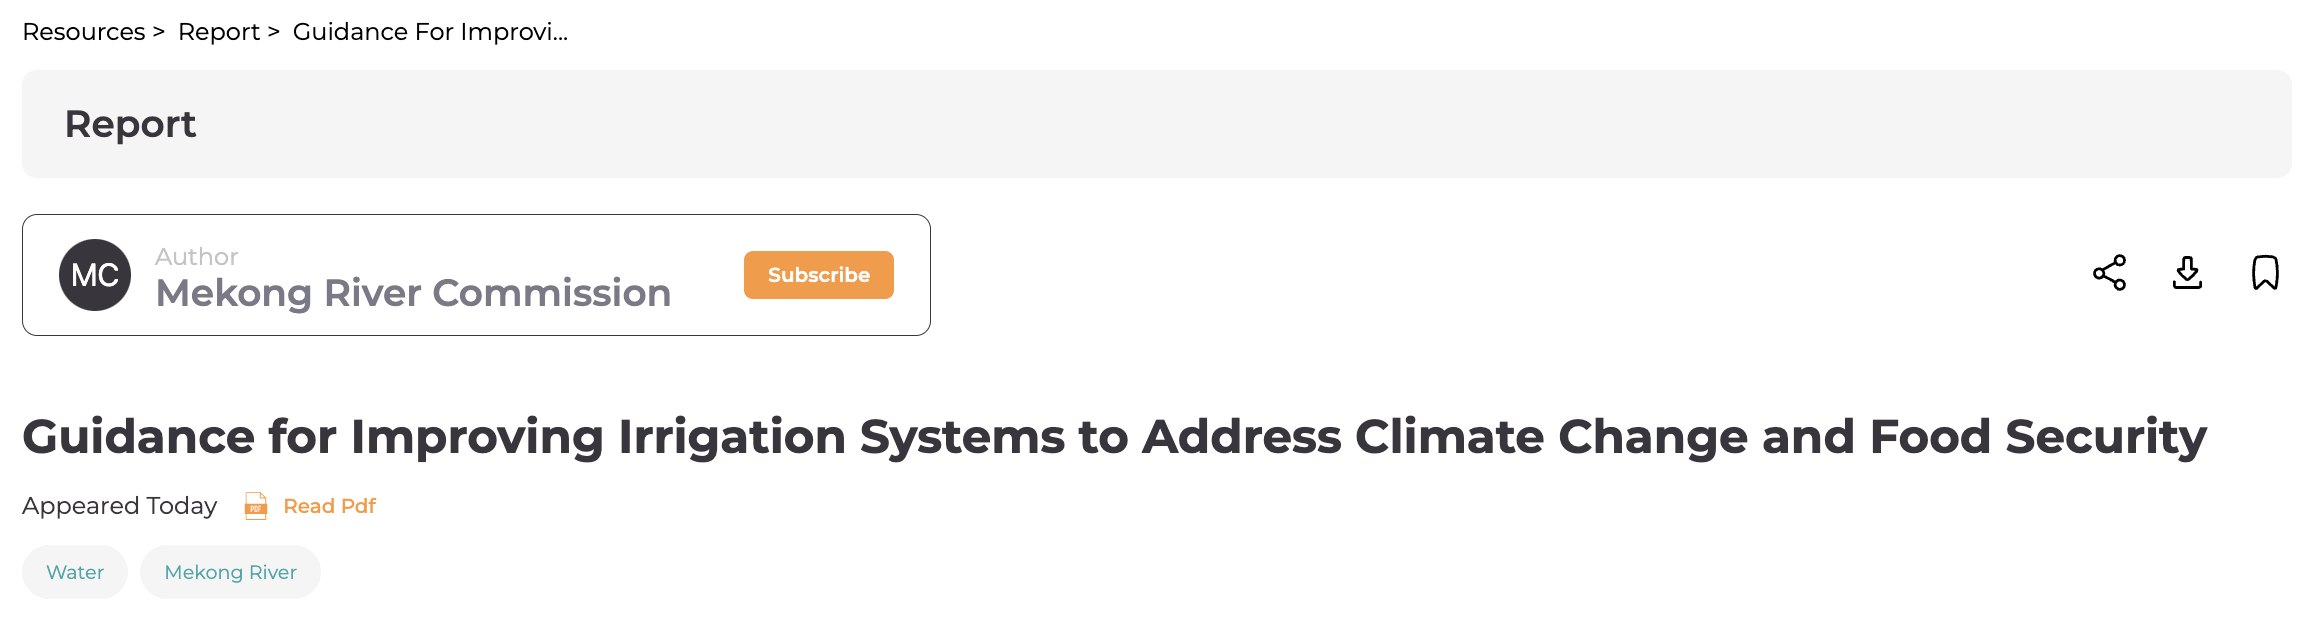 Resources > Report > Guidance For Improvi...
Report
MC
Author
Mekong River Commission
Subscribe
Guidance for Improving Irrigation Systems to Address Climate Change and Food Security
Appeared Today
PDF
Read Pdf
Water
Mekong River